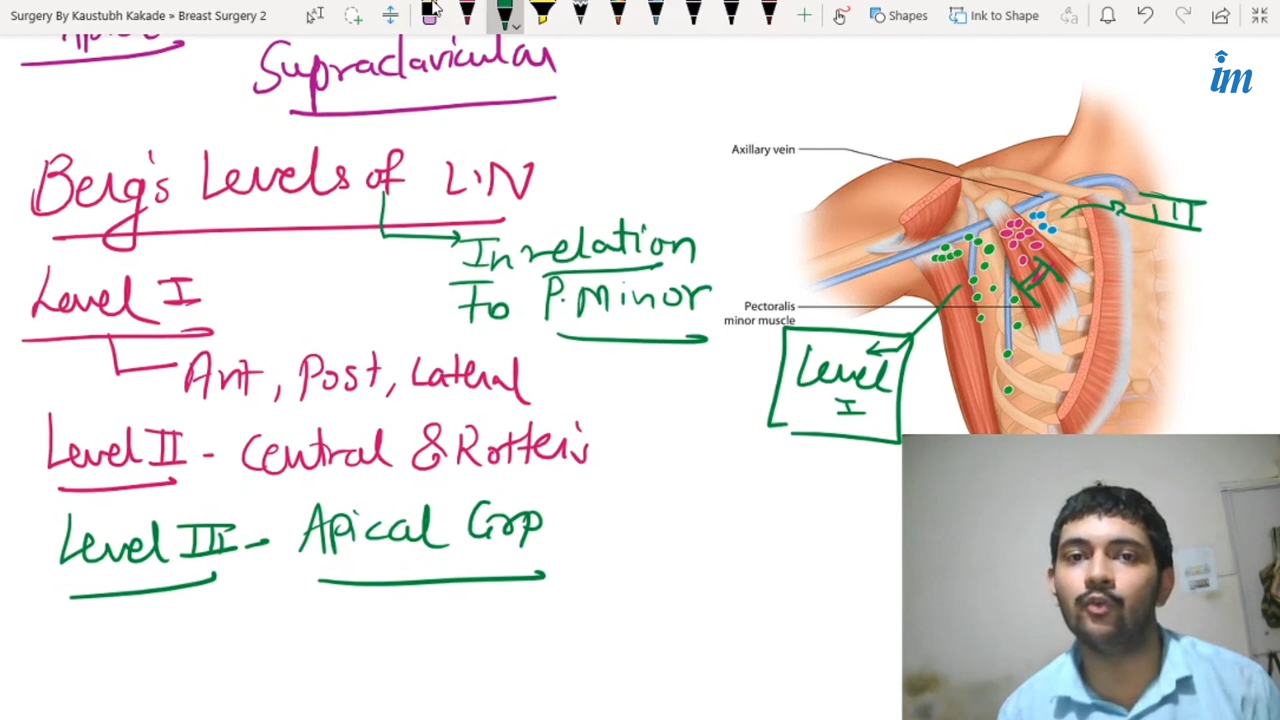 Surgery By Kaustubh Kakade » Breast Surgery 2
Shapes
Ink to Shape
im
Supraclavicular
Berg's Levels of L.N
In relation
To P. Minor
Level I
Ant, Post, Lateral
Level II - Central & Rotter's
Level III - Apical Grp
Axillary vein
III
II
Pectoralis
minor muscle
Level
I